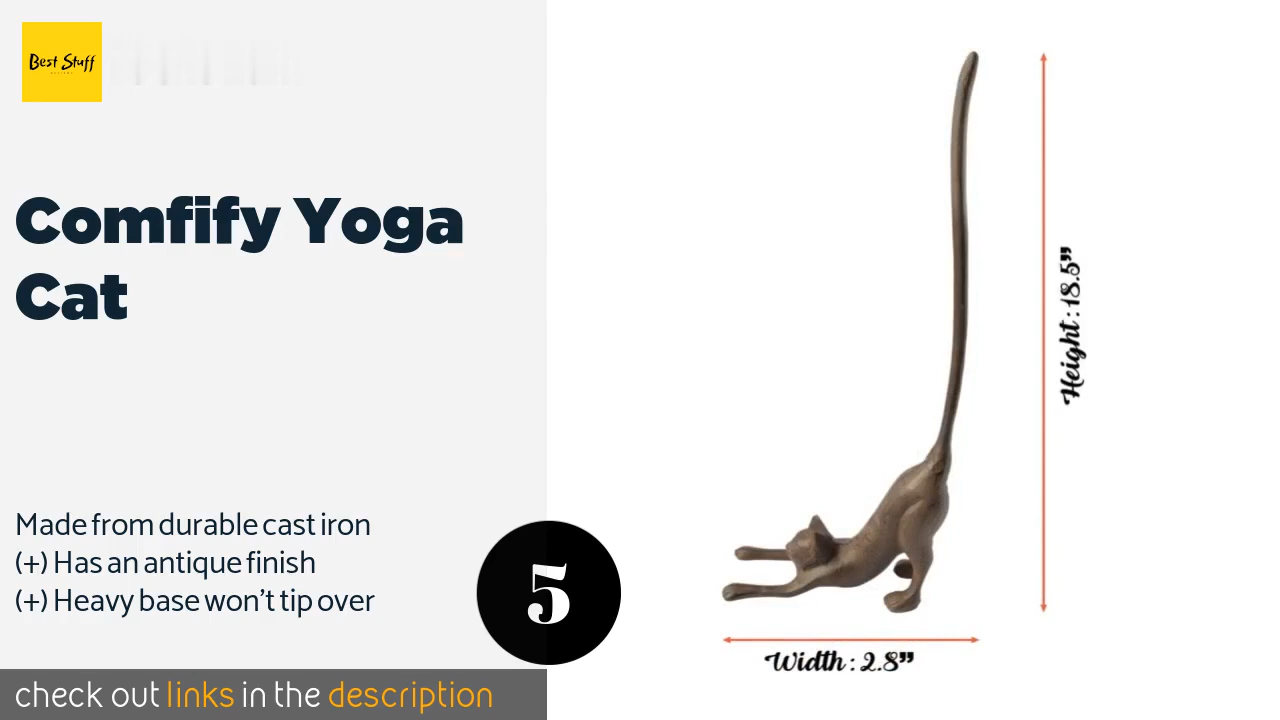 Best Stuff
Comfify Yoga
Cat
Made from durable cast iron
(+) Has an antique finish
(+) Heavy base won't tip over
5
check out links in the description
Height : 18.5"
Width : 2.8"